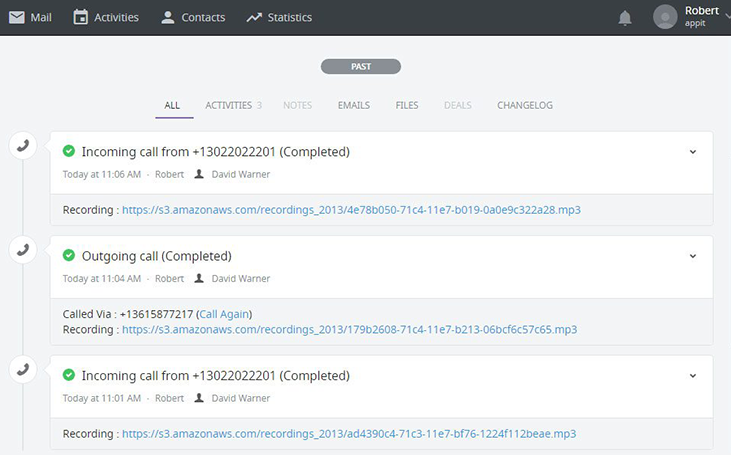 Mail Activities Contacts Statistics Robert
appit
PAST
ALL ACTIVITIES 3 NOTES EMAILS FILES DEALS CHANGELOG
Incoming call from +13022022201 (Completed)
Today at 11:06 AM - Robert David Warner
Recording : https://s3.amazonaws.com/recordings_2013/4e78b050-71c4-11e7-b019-0a0e9c322a28.mp3
Outgoing call (Completed)
Today at 11:04 AM - Robert David Warner
Called Via : +13615877217 (Call Again)
Recording : https://s3.amazonaws.com/recordings_2013/179b2608-71c4-11e7-b213-06bcf6c57c65.mp3
Incoming call from +13022022201 (Completed)
Today at 11:01 AM - Robert David Warner
Recording : https://s3.amazonaws.com/recordings_2013/ad4390c4-71c3-11e7-bf76-1224f112beae.mp3